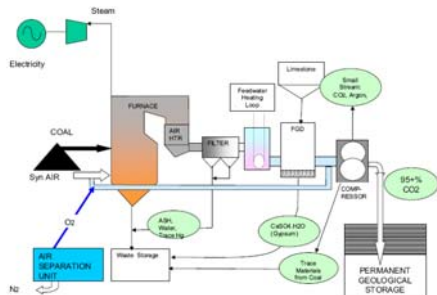 Steam
Electricity
COAL
Syn AIR
O2
AIR
SEPARATION
UNIT
N2
FURNACE
AIR
HTR
FILTER
Feedwater
Heating
Loop
Limestone
FGD
Small
Stream:
CO2, Argon,
COMP-
RESSOR
95+%
CO2
ASH,
Water,
Trace Hg
Waste Storage
CaSO4.H2O
(Gypsum)
Trace
Materials
from Coal
PERMANENT
GEOLOGICAL
STORAGE